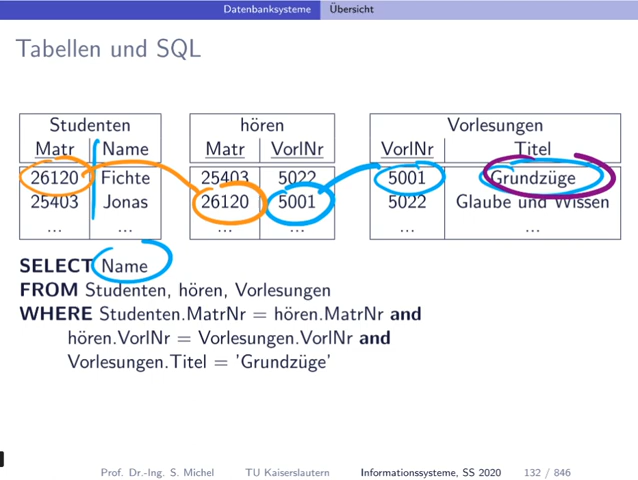 Datenbanksysteme Übersicht
Tabellen und SQL
Studenten
Matr Name
26120 Fichte
25403 Jonas
... ...
hören
Matr VorlNr
25403 5022
26120 5001
... ...
Vorlesungen
VorlNr Titel
5001 Grundzüge
5022 Glaube und Wissen
... ...
SELECT Name
FROM Studenten, hören, Vorlesungen
WHERE Studenten.MatrNr = hören.MatrNr and
hören.VorlNr = Vorlesungen.VorlNr and
Vorlesungen.Titel = 'Grundzüge'
Prof. Dr.-Ing. S. Michel TU Kaiserslautern Informationssysteme, SS 2020 132 / 846